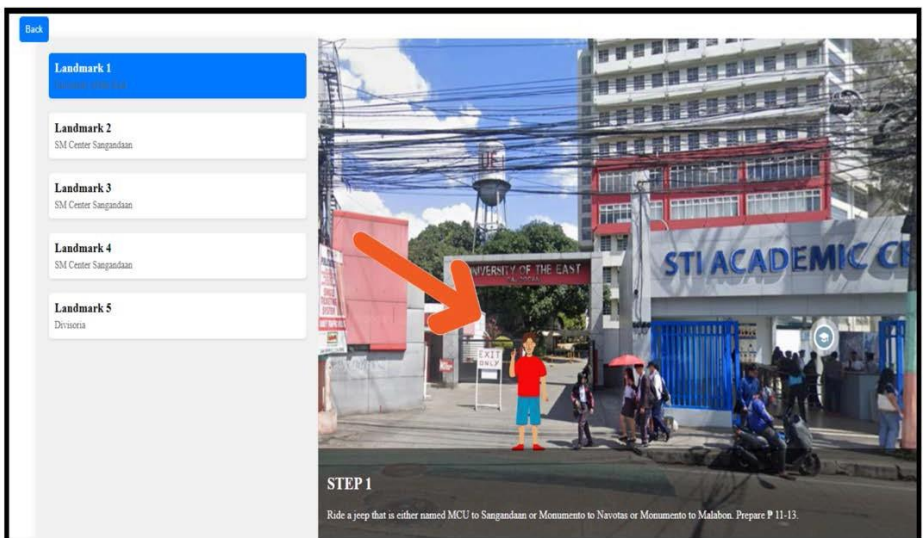 Back
Landmark 1
Landmark 2
SM Center Sangandaan
Landmark 3
SM Center Sangandaan
Landmark 4
SM Center Sangandaan
Landmark 5
Divisoria
UE
UNIVERSITY OF THE EAST
CALOOCAN
STI ACADEMIC CE
EXIT
ONLY
STEP 1
Ride a jeep that is either named MCU to Sangandaan or Monumento to Navotas or Monumento to Malabon. Prepare ₱ 11-13.